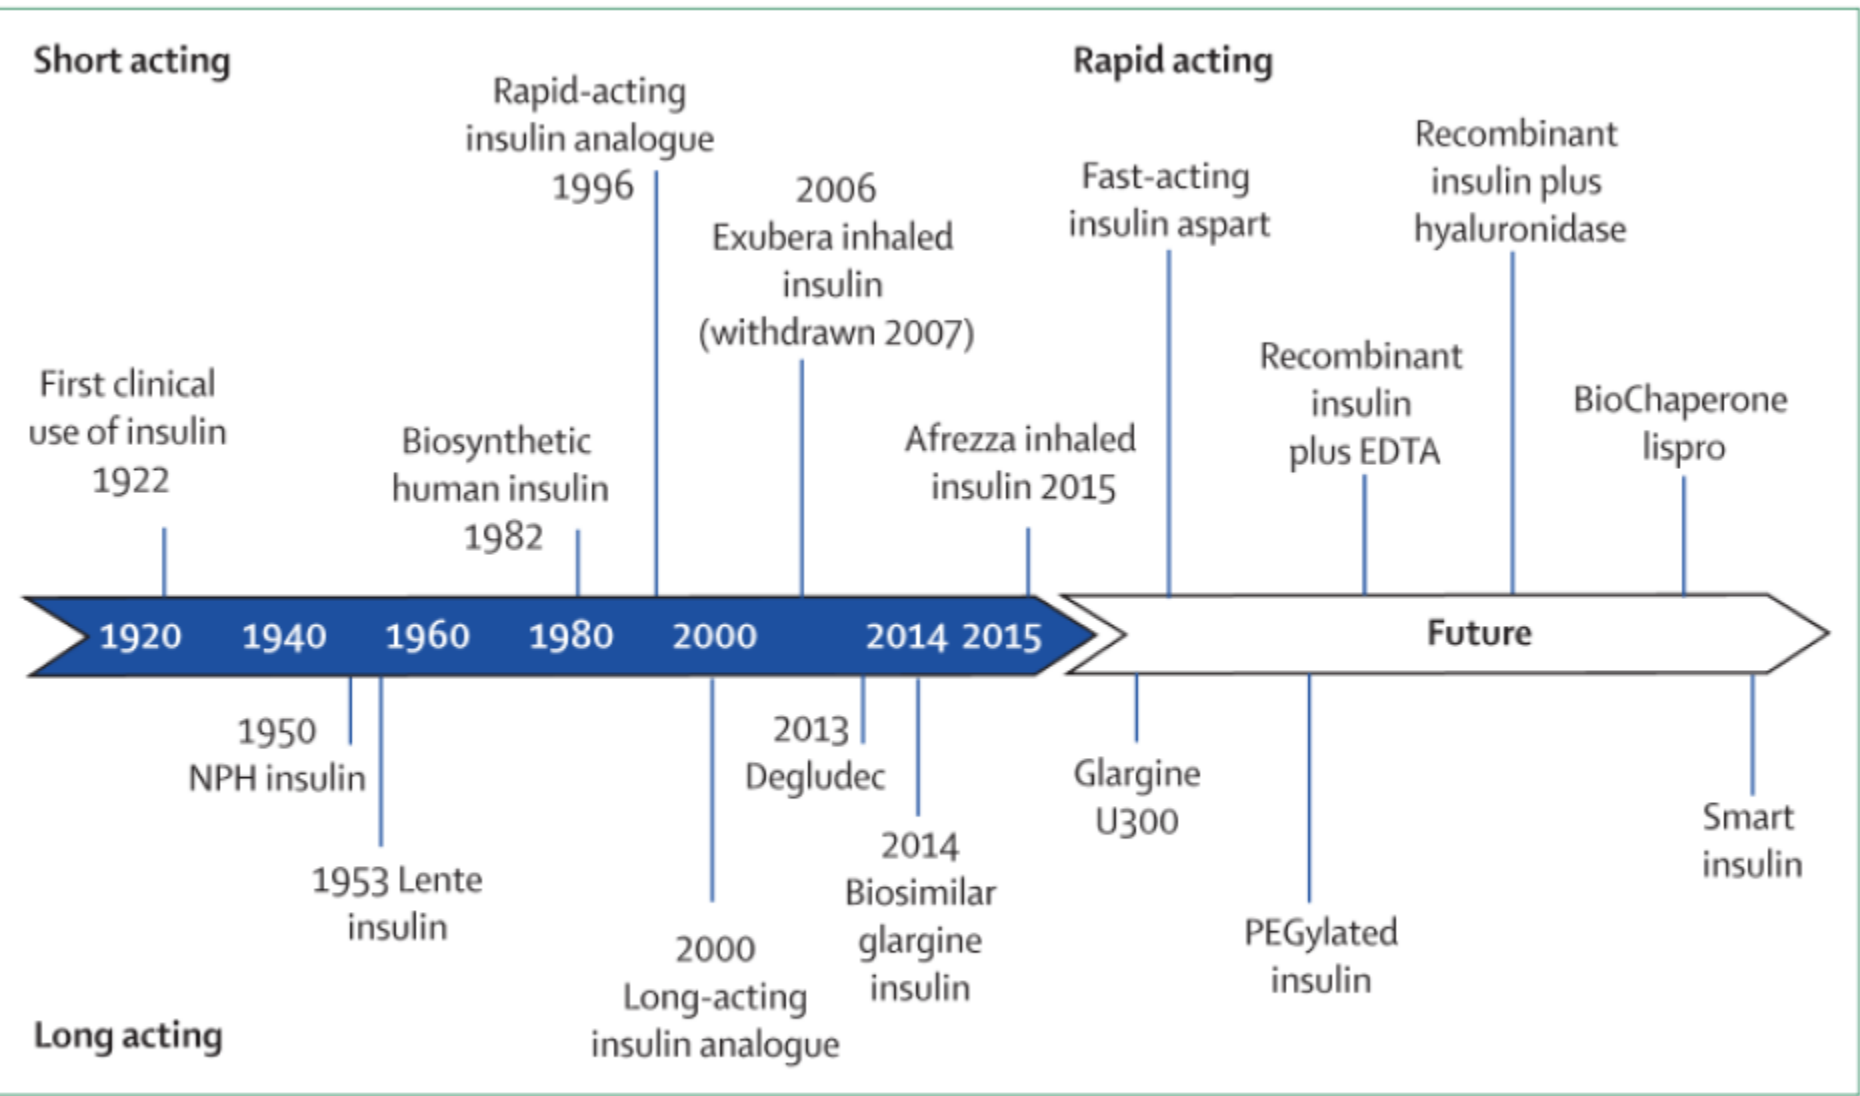 Short acting
Rapid acting
Rapid-acting
insulin analogue
1996
2006
Exubera inhaled
insulin
(withdrawn 2007)
First clinical
use of insulin
1922
Biosynthetic
human insulin
1982
Afrezza inhaled
insulin 2015
Fast-acting
insulin aspart
Recombinant
insulin
plus EDTA
Recombinant
insulin plus
hyaluronidase
BioChaperone
lispro
1920 1940 1960 1980 2000 2014 2015
Future
1950
NPH insulin
1953 Lente
insulin
2000
Long-acting
insulin analogue
2013
Degludec
2014
Biosimilar
glargine
insulin
Glargine
U300
PEGylated
insulin
Smart
insulin
Long acting